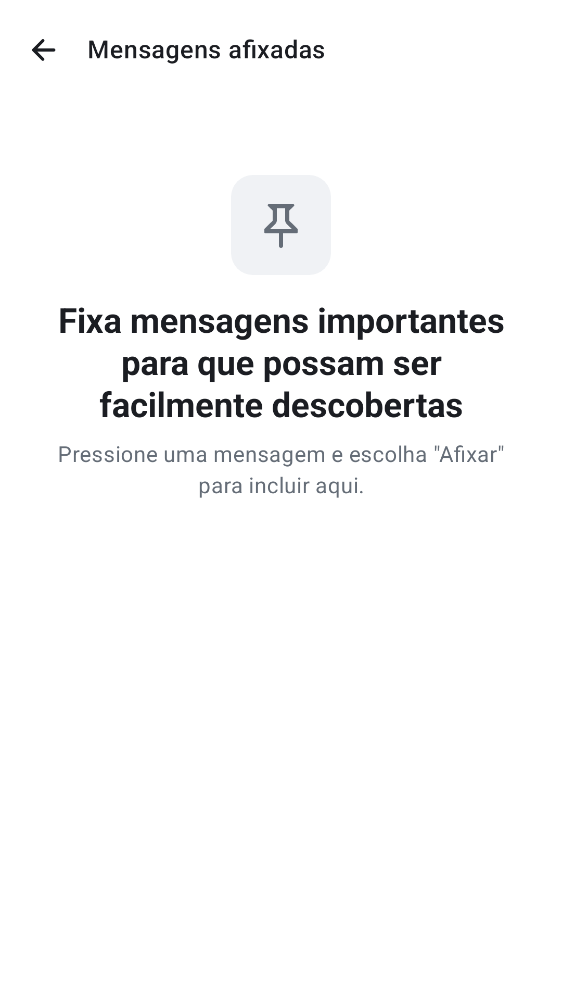 Mensagens afixadas
Fixa mensagens importantes
para que possam ser
facilmente descobertas
Pressione uma mensagem e escolha "Afixar"
para incluir aqui.